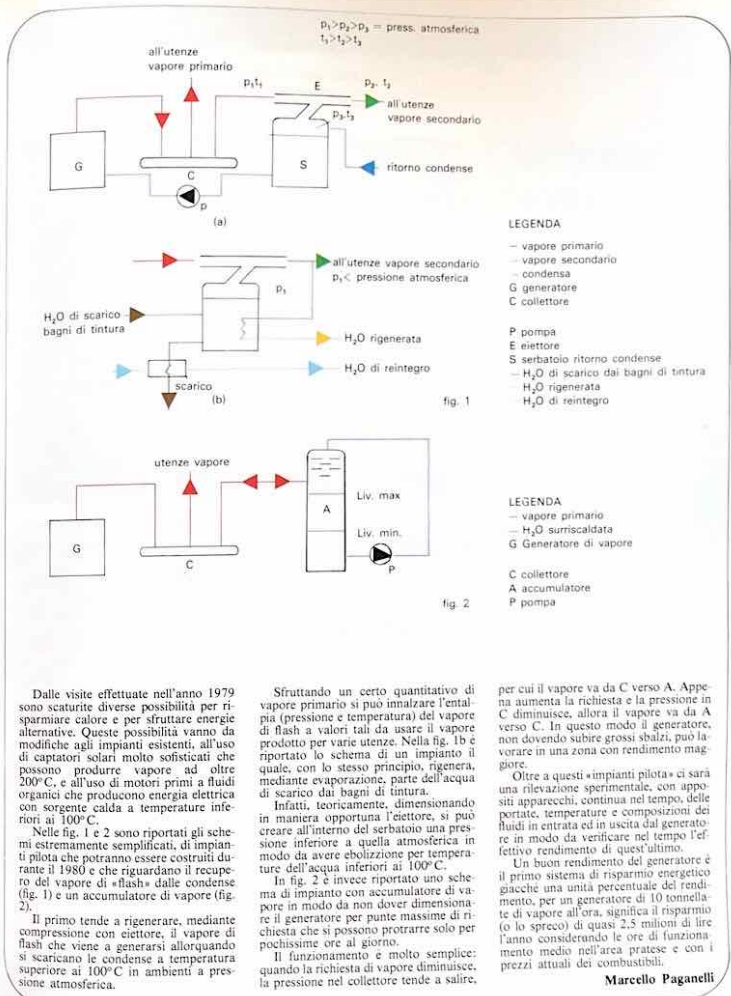 p₁>p₂>p₃ = press. atmosferica
t₁>t₂>t₃
all'utenze
vapore primario
p₁t₁
E
p₂. t₂
all'utenze
vapore secondario
p₃.t₃
G
C
S
ritorno condense
p
(a)
all'utenze vapore secondario
p₁< pressione atmosferica
p₁
H₂O di scarico
bagni di tintura
H₂O rigenerata
H₂O di reintegro
scarico
(b)
fig. 1
LEGENDA
– vapore primario
– vapore secondario
– condensa
G generatore
C collettore
P pompa
E eiettore
S serbatoio ritorno condense
– H₂O di scarico dai bagni di tintura
H₂O rigenerata
H₂O di reintegro
utenze vapore
Liv. max
A
Liv. min.
G
C
P
fig. 2
LEGENDA
– vapore primario
– H₂O surriscaldata
G Generatore di vapore
C collettore
A accumulatore
P pompa
Dalle visite effettuate nell'anno 1979
sono scaturite diverse possibilità per ri-
sparmiare calore e per sfruttare energie
alternative. Queste possibilità vanno da
modifiche agli impianti esistenti, all'uso
di captatori solari molto sofisticati che
possono produrre vapore ad oltre
200°C, e all'uso di motori primi a fluidi
organici che producono energia elettrica
con sorgente calda a temperature infe-
riori ai 100°C.
Nelle fig. 1 e 2 sono riportati gli sche-
mi estremamente semplificati, di impian-
ti pilota che potranno essere costruiti du-
rante il 1980 e che riguardano il recupe-
ro del vapore di «flash» dalle condense
(fig. 1) e un accumulatore di vapore (fig.
2).
Il primo tende a rigenerare, mediante
compressione con eiettore, il vapore di
flash che viene a generarsi allorquando
si scaricano le condense a temperatura
superiore ai 100°C in ambienti a pres-
sione atmosferica.
Sfruttando un certo quantitativo di
vapore primario si può innalzare l'ental-
pia (pressione e temperatura) del vapore
di flash a valori tali da usare il vapore
prodotto per varie utenze. Nella fig. 1b è
riportato lo schema di un impianto il
quale, con lo stesso principio, rigenera,
mediante evaporazione, parte dell'acqua
di scarico dai bagni di tintura.
Infatti, teoricamente, dimensionando
in maniera opportuna l'eiettore, si può
creare all'interno del serbatoio una pres-
sione inferiore a quella atmosferica in
modo da avere ebolizione per tempera-
ture dell'acqua inferiori ai 100°C.
In fig. 2 è invece riportato uno sche-
ma di impianto con accumulatore di va-
pore in modo da non dover dimensiona-
re il generatore per punte massime di ri-
chiesta che si possono protrarre solo per
pochissime ore al giorno.
Il funzionamento è molto semplice:
quando la richiesta di vapore diminuisce,
la pressione nel collettore tende a salire,
per cui il vapore va da C verso A. Appe-
na aumenta la richiesta e la pressione in
C diminuisce, allora il vapore va da A
verso C. In questo modo il generatore,
non dovendo subire grossi sbalzi, può la-
vorare in una zona con rendimento mag-
giore.
Oltre a questi «impianti pilota» ci sarà
una rilevazione sperimentale, con appo-
siti apparecchi, continua nel tempo, delle
portate, temperature e composizioni dei
fluidi in entrata ed in uscita dal generato-
re in modo da verificare nel tempo l'ef-
fettivo rendimento di quest'ultimo.
Un buon rendimento del generatore è
il primo sistema di risparmio energetico
giacché una unità percentuale del rendi-
mento, per un generatore di 10 tonnella-
te di vapore all'ora, significa il risparmio
(o lo spreco) di quasi 2,5 milioni di lire
l'anno considerando le ore di funziona-
mento medio nell'area pratese e con i
prezzi attuali dei combustibili.
Marcello Paganelli